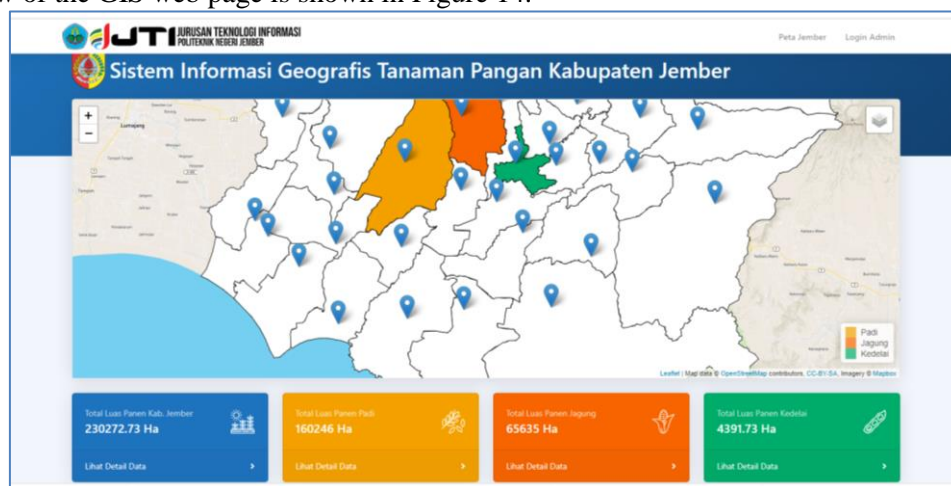 w of the GIS web page is shown in Figure 14.
JTI JURUSAN TEKNOLOGI INFORMASI
POLITEKNIK NEGERI JEMBER
Peta Jember Login Admin
Sistem Informasi Geografis Tanaman Pangan Kabupaten Jember
+
−
Lumajang
Padi
Jagung
Kedelai
Leaflet | Map data © OpenStreetMap contributors, CC-BY-SA, Imagery © Mapbox
Total Luas Panen Kab. Jember
230272.73 Ha
Lihat Detail Data
Total Luas Panen Padi
160246 Ha
Lihat Detail Data
Total Luas Panen Jagung
65635 Ha
Lihat Detail Data
Total Luas Panen Kedelai
4391.73 Ha
Lihat Detail Data